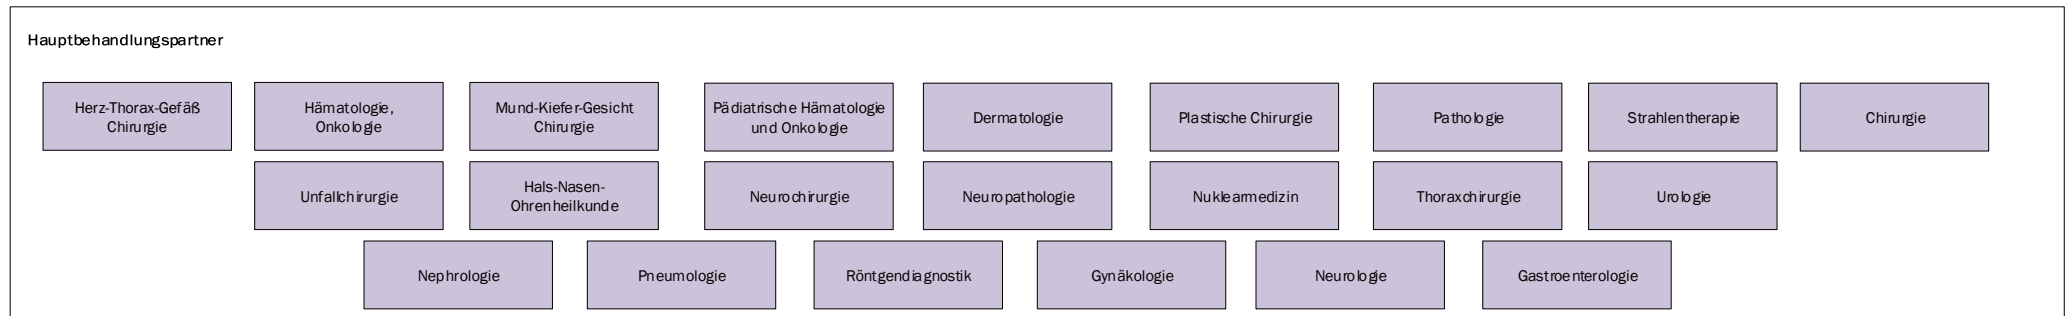 Hauptbehandlungspartner
Herz-Thorax-Gefäß
Chirurgie
Hämatologie,
Onkologie
Mund-Kiefer-Gesicht
Chirurgie
Pädiatrische Hämatologie
und Onkologie
Dermatologie
Plastische Chirurgie
Pathologie
Strahlentherapie
Chirurgie
Unfallchirurgie
Hals-Nasen-
Ohrenheilkunde
Neurochirurgie
Neuropathologie
Nuklearmedizin
Thoraxchirurgie
Urologie
Nephrologie
Pneumologie
Röntgendiagnostik
Gynäkologie
Neurologie
Gastroenterologie